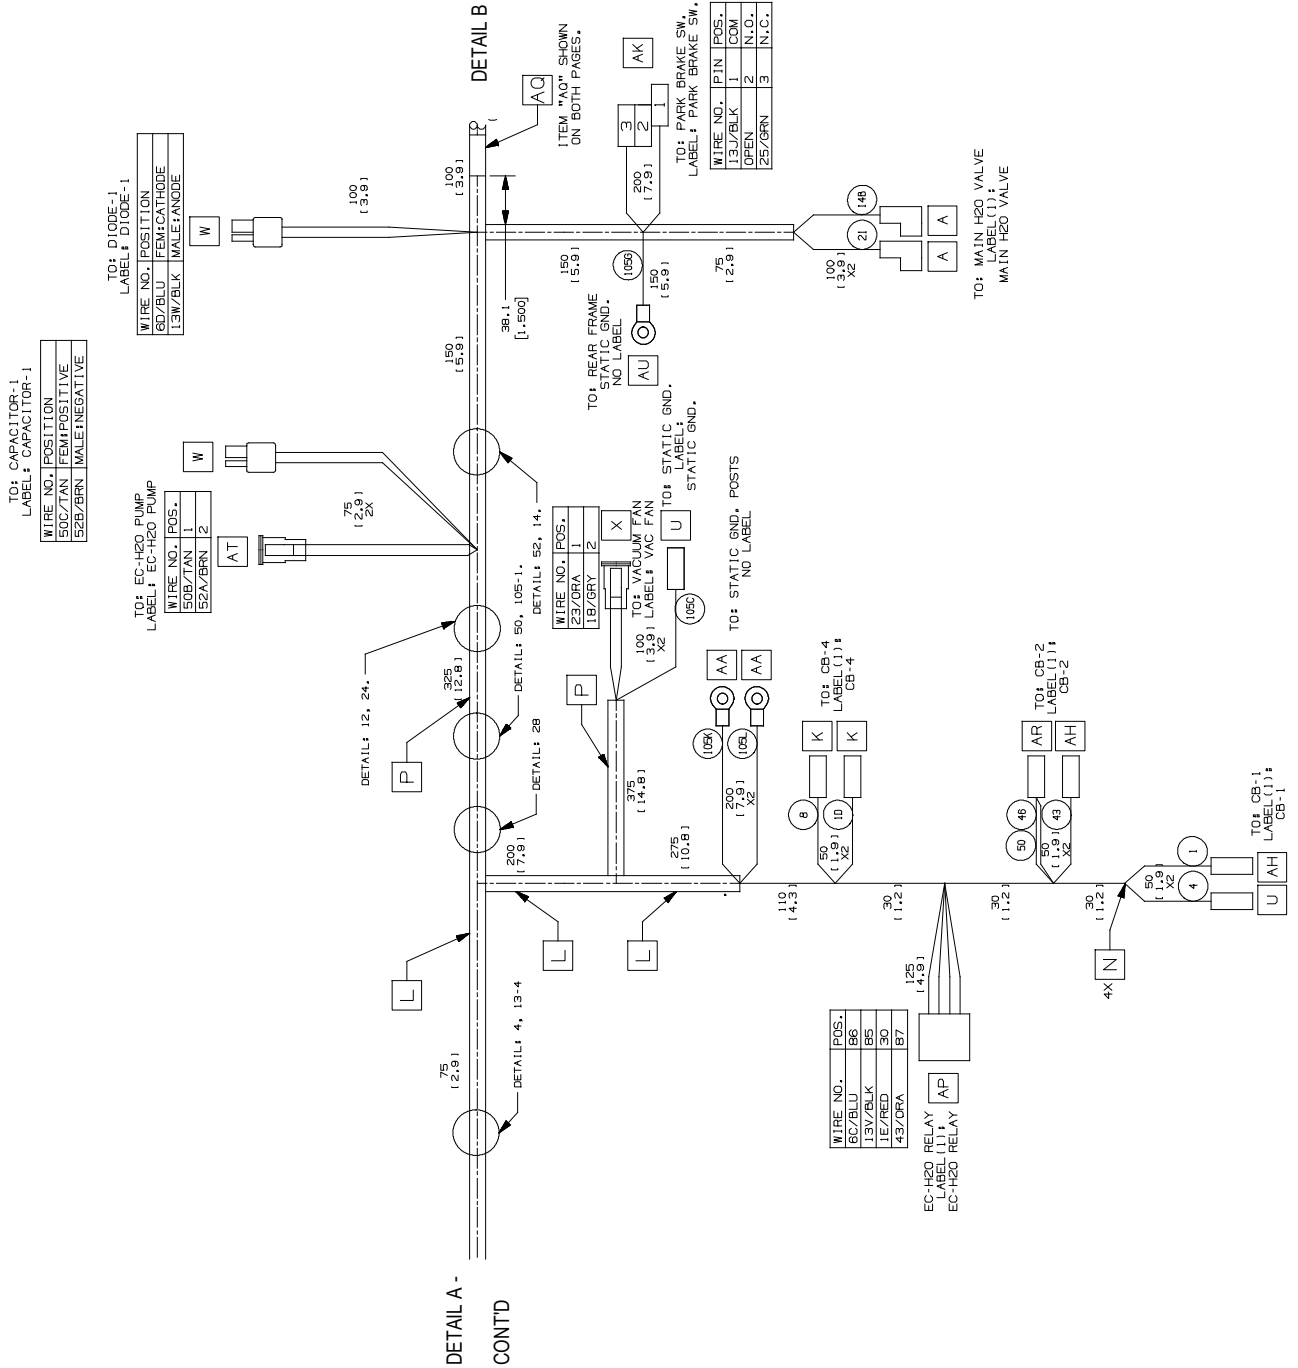 TO: CAPACITOR-1
LABEL: CAPACITOR-1
WIRE NO. POSITION
50C/TAN FEM:POSITIVE
52B/BRN MALE:NEGATIVE
TO: DIODE-1
LABEL: DIODE-1
WIRE NO. POSITION
6D/BLU FEM:CATHODE
13W/BLK MALE:ANODE
TO: EC-H2O PUMP
LABEL: EC-H2O PUMP
WIRE NO. POS.
50B/TAN 1
52A/BRN 2
AT
W
W
75
[2.9]
2X
100
[3.9]
DETAIL A -
CONT'D
75
[2.9]
DETAIL: 4, 13-4
L
P
DETAIL: 12, 24.
325
[12.8]
DETAIL: 28
DETAIL: 50, 105-1.
DETAIL: 52, 14.
150
[5.9]
100
[3.9]
38.1
[1.500]
DETAIL B
AQ
ITEM "AQ" SHOWN
ON BOTH PAGES.
200
[7.9]
L
L
275
[10.8]
375
[14.8]
P
WIRE NO. POS.
23/ORA 1
18/GRY 2
X
TO: VACUUM FAN
LABEL: VAC FAN
100
[3.9]
X2
105C
U
TO: STATIC GND.
LABEL:
STATIC GND.
150
[5.9]
105G
150
[5.9]
AU
TO: REAR FRAME
STATIC GND.
NO LABEL
200
[7.9]
3
2
1
AK
TO: PARK BRAKE SW.
LABEL: PARK BRAKE SW.
WIRE NO. PIN POS.
13J/BLK 1 COM
OPEN 2 N.O.
25/GRN 3 N.C.
75
[2.9]
100
[3.9]
X2
21
14B
A
A
TO: MAIN H2O VALVE
LABEL(1):
MAIN H2O VALVE
200
[7.9]
X2
105K
105L
AA
AA
TO: STATIC GND. POSTS
NO LABEL
110
[4.3]
50
[1.9]
X2
8
10
K
K
TO: CB-4
LABEL(1):
CB-4
30
[1.2]
125
[4.9]
WIRE NO. POS.
6C/BLU 86
13V/BLK 85
1E/RED 30
43/ORA 87
AP
EC-H2O RELAY
LABEL(1):
EC-H2O RELAY
30
[1.2]
50
[1.9]
X2
50
46
43
AR
AH
TO: CB-2
LABEL(1):
CB-2
30
[1.2]
4X
N
50
[1.9]
X2
4
1
U
AH
TO: CB-1
LABEL(1):
CB-1